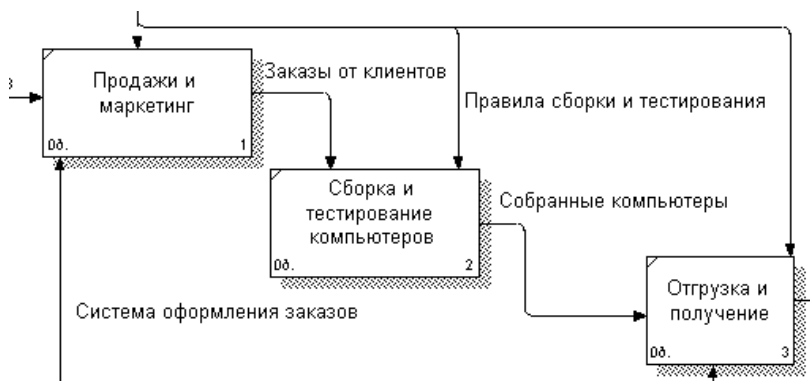 Продажи и
маркетинг
0д.
1
Заказы от клиентов
Правила сборки и тестирования
Сборка и
тестирование
компьютеров
0д.
2
Собранные компьютеры
Система оформления заказов
Отгрузка и
получение
0д.
3